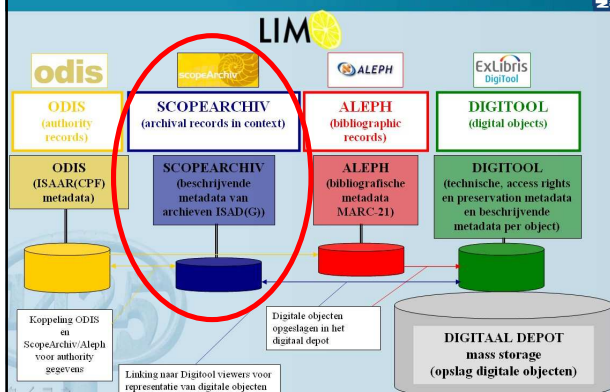 LIMO
odis
scopeArchiv
ALEPH
ExLibris
DigiTool
ODIS
(authority
records)
SCOPEARCHIV
(archival records in context)
ALEPH
(bibliographic
records)
DIGITOOL
(digital objects)
ODIS
(ISAAR(CPF)
metadata)
SCOPEARCHIV
(beschrijvende
metadata van
archieven ISAD(G))
ALEPH
(bibliografische
metadata
MARC-21)
DIGITOOL
(technische, access rights
en preservation metadata
en beschrijvende
metadata per object)
Koppeling ODIS
en
ScopeArchiv/Aleph
voor authority
gegevens
Linking naar Digitool viewers voor
representatie van digitale objecten
Digitale objecten
opgeslagen in het
digitaal depot
DIGITAAL DEPOT
mass storage
(opslag digitale objecten)